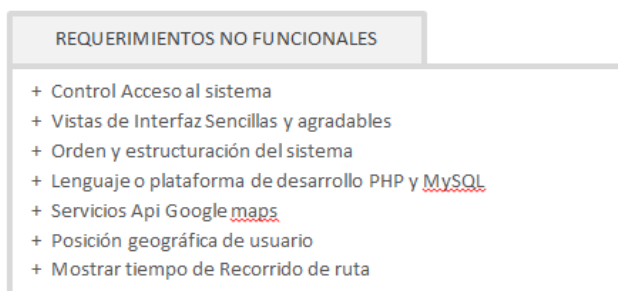 REQUERIMIENTOS NO FUNCIONALES
+ Control Acceso al sistema
+ Vistas de Interfaz Sencillas y agradables
+ Orden y estructuración del sistema
+ Lenguaje o plataforma de desarrollo PHP y MySQL
+ Servicios Api Google maps
+ Posición geográfica de usuario
+ Mostrar tiempo de Recorrido de ruta